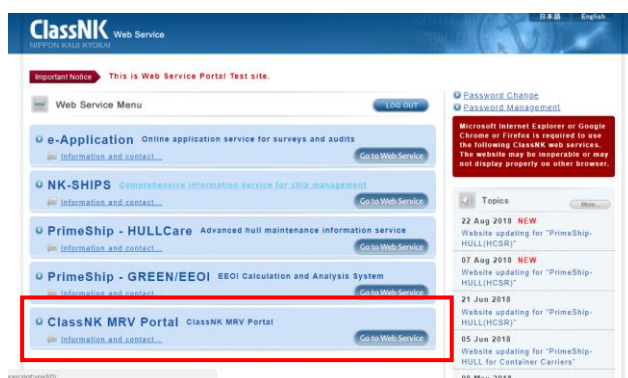 日本語 English
ClassNK Web Service
NIPPON KAIJI KYOKAI
Important Notice This is Web Service Portal Test site.
Web Service Menu
LOG OUT
e-Application Online application service for surveys and audits
Information and contact...
Go to Web Service
NK-SHIPS Comprehensive information service for ship management
Information and contact...
Go to Web Service
PrimeShip - HULLCare Advanced hull maintenance information service
Information and contact...
Go to Web Service
PrimeShip - GREEN/EEOI EEOI Calculation and Analysis System
Information and contact...
Go to Web Service
ClassNK MRV Portal ClassNK MRV Portal
Information and contact...
Go to Web Service
Password Change
Password Management
Microsoft Internet Explorer or Google
Chrome or Firefox is required to use
the following ClassNK web services.
The website may be inoperable or may
not display properly on other browser.
Topics
More...
22 Aug 2018 NEW
Website updating for "PrimeShip-
HULL(HCSR)"
07 Aug 2018 NEW
Website updating for "PrimeShip-
HULL(HCSR)"
21 Jun 2018
Website updating for "PrimeShip-
HULL(HCSR)"
05 Jun 2018
Website updating for "PrimeShip-
HULL for Container Carriers"